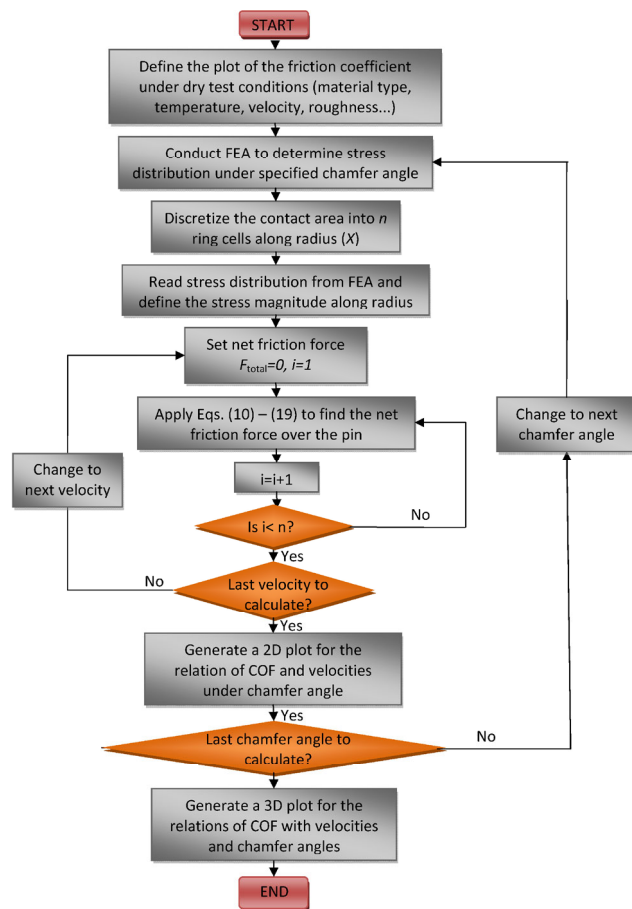 START
Define the plot of the friction coefficient
under dry test conditions (material type,
temperature, velocity, roughness...)
Conduct FEA to determine stress
distribution under specified chamfer angle
Discretize the contact area into n
ring cells along radius (X)
Read stress distribution from FEA and
define the stress magnitude along radius
Set net friction force
Ftotal=0, i=1
Apply Eqs. (10) – (19) to find the net
friction force over the pin
Change to next
chamfer angle
Change to
next velocity
i=i+1
Is i< n?
No
Yes
Last velocity to
calculate?
No
Yes
Generate a 2D plot for the
relation of COF and velocities
under chamfer angle
Yes
Last chamfer angle to
calculate?
No
Generate a 3D plot for the
relations of COF with velocities
and chamfer angles
END